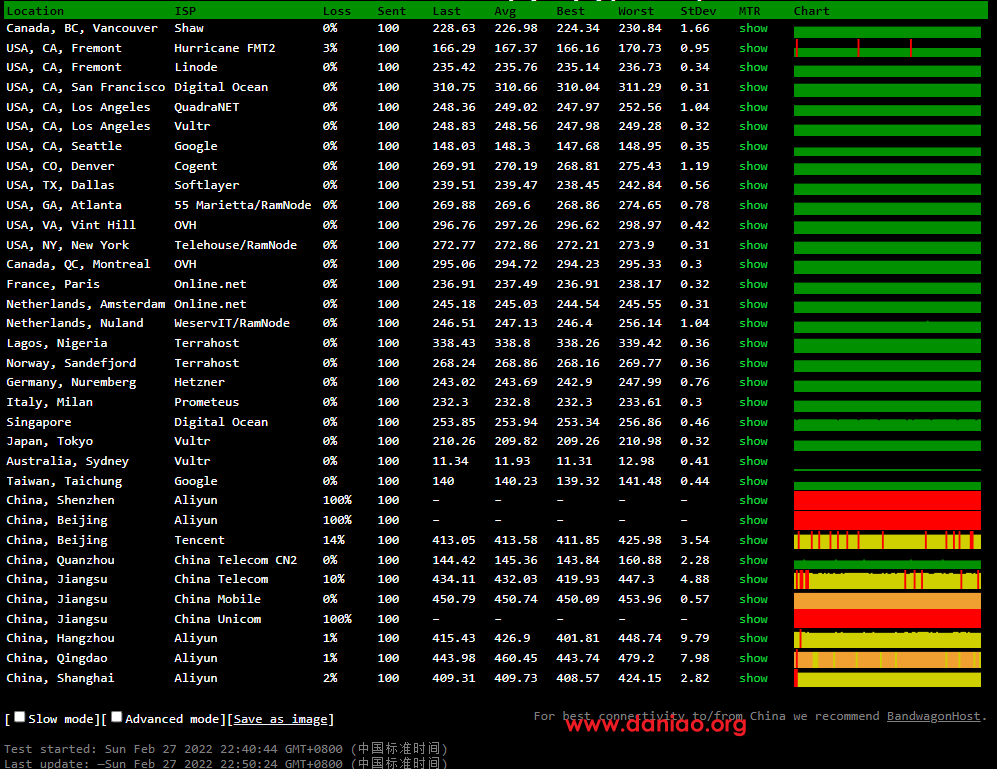 Location ISP Loss Sent Last Avg Best Worst StDev MTR Chart
Canada, BC, Vancouver Shaw 0% 100 228.63 226.98 224.34 230.84 1.66 show
USA, CA, Fremont Hurricane FMT2 3% 100 166.29 167.37 166.16 170.73 0.95 show
USA, CA, Fremont Linode 0% 100 235.42 235.76 235.14 236.73 0.34 show
USA, CA, San Francisco Digital Ocean 0% 100 310.75 310.66 310.04 311.29 0.31 show
USA, CA, Los Angeles QuadraNET 0% 100 248.36 249.02 247.97 252.56 1.04 show
USA, CA, Los Angeles Vultr 0% 100 248.83 248.56 247.98 249.28 0.32 show
USA, CA, Seattle Google 0% 100 148.03 148.3 147.68 148.95 0.35 show
USA, CO, Denver Cogent 0% 100 269.91 270.19 268.81 275.43 1.19 show
USA, TX, Dallas Softlayer 0% 100 239.51 239.47 238.45 242.84 0.56 show
USA, GA, Atlanta 55 Marietta/RamNode 0% 100 269.88 269.6 268.86 274.65 0.78 show
USA, VA, Vint Hill OVH 0% 100 296.76 297.26 296.62 298.97 0.42 show
USA, NY, New York Telehouse/RamNode 0% 100 272.77 272.86 272.21 273.9 0.31 show
Canada, QC, Montreal OVH 0% 100 295.06 294.72 294.23 295.33 0.3 show
France, Paris Online.net 0% 100 236.91 237.49 236.91 238.17 0.32 show
Netherlands, Amsterdam Online.net 0% 100 245.18 245.03 244.54 245.55 0.31 show
Netherlands, Nuland WeservIT/RamNode 0% 100 246.51 247.13 246.4 256.14 1.04 show
Lagos, Nigeria Terrahost 0% 100 338.43 338.8 338.26 339.42 0.36 show
Norway, Sandefjord Terrahost 0% 100 268.24 268.86 268.16 269.77 0.36 show
Germany, Nuremberg Hetzner 0% 100 243.02 243.69 242.9 247.99 0.76 show
Italy, Milan Prometeus 0% 100 232.3 232.8 232.3 233.61 0.3 show
Singapore Digital Ocean 0% 100 253.85 253.94 253.34 256.86 0.46 show
Japan, Tokyo Vultr 0% 100 210.26 209.82 209.26 210.98 0.32 show
Australia, Sydney Vultr 0% 100 11.34 11.93 11.31 12.98 0.41 show
Taiwan, Taichung Google 0% 100 140 140.23 139.32 141.48 0.44 show
China, Shenzhen Aliyun 100% 100 – – – – – show
China, Beijing Aliyun 100% 100 – – – – – show
China, Beijing Tencent 14% 100 413.05 413.58 411.85 425.98 3.54 show
China, Quanzhou China Telecom CN2 0% 100 144.42 145.36 143.84 160.88 2.28 show
China, Jiangsu China Telecom 10% 100 434.11 432.03 419.93 447.3 4.88 show
China, Jiangsu China Mobile 0% 100 450.79 450.74 450.09 453.96 0.57 show
China, Jiangsu China Unicom 100% 100 – – – – – show
China, Hangzhou Aliyun 1% 100 415.43 426.9 401.81 448.74 9.79 show
China, Qingdao Aliyun 1% 100 443.98 460.45 443.74 479.2 7.98 show
China, Shanghai Aliyun 2% 100 409.31 409.73 408.57 424.15 2.82 show
[ Slow mode][ Advanced mode][Save as image]
For best connectivity to/from China we recommend BandwagonHost.
www.daniao.org
Test started: Sun Feb 27 2022 22:40:44 GMT+0800 (中国标准时间)
Last update: —Sun Feb 27 2022 22:50:24 GMT+0800 (中国标准时间)